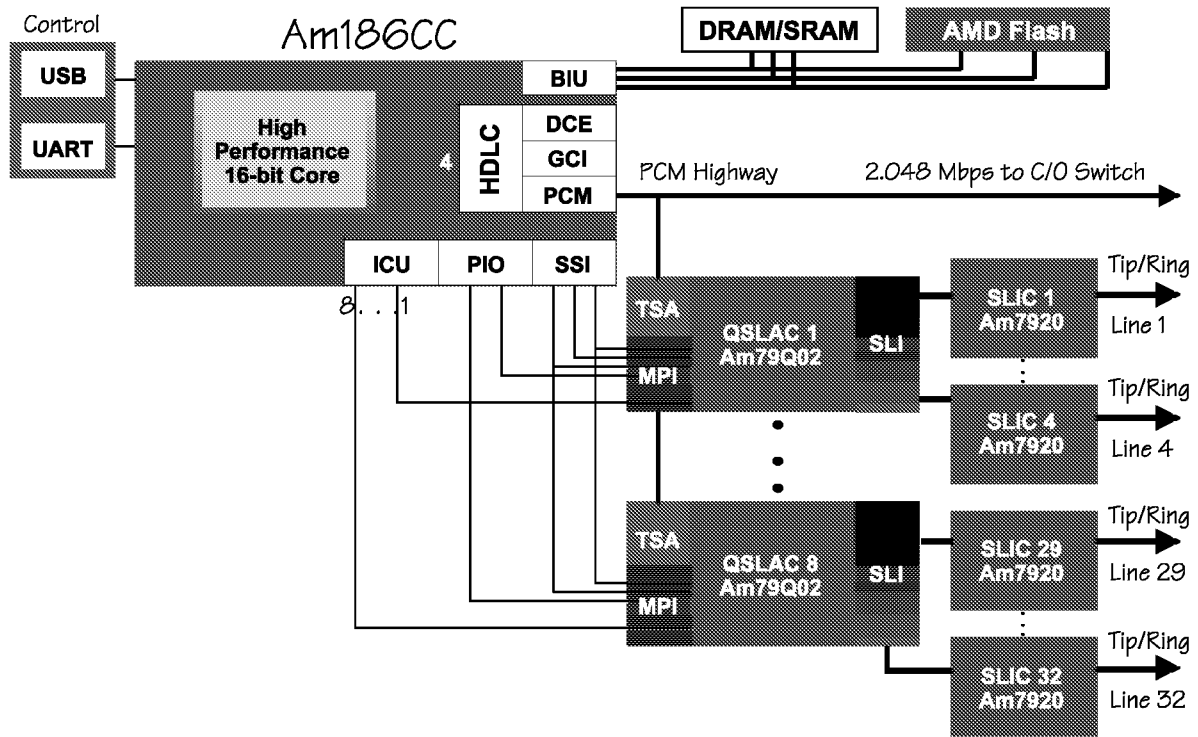 Control
Am186CC
DRAM/SRAM
AMD Flash
USB
UART
BIU
High
Performance
16-bit Core
4
HDLC
DCE
GCI
PCM
PCM Highway
2.048 Mbps to C/O Switch
ICU
PIO
SSI
8. . .1
TSA
QSLAC 1
Am79Q02
SLI
MPI
SLIC 1
Am7920
Tip/Ring
Line 1
SLIC 4
Am7920
Tip/Ring
Line 4
TSA
QSLAC 8
Am79Q02
SLI
MPI
SLIC 29
Am7920
Tip/Ring
Line 29
SLIC 32
Am7920
Tip/Ring
Line 32